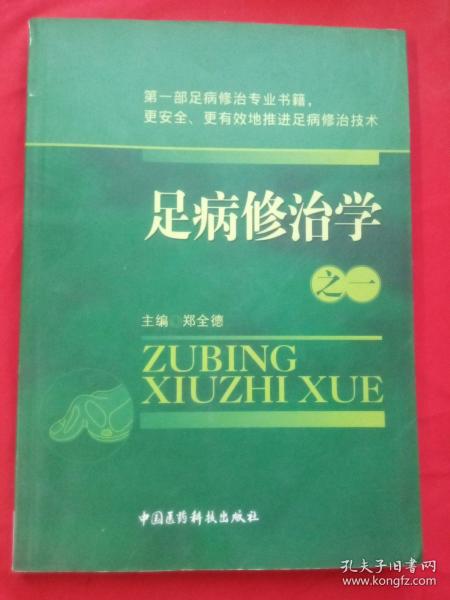 第一部足病修治专业书籍，
更安全、更有效地推进足病修治技术
足病修治学
之一
主编◎郑全德
ZUBING
XIUZHI XUE
中国医药科技出版社
孔夫子旧书网
www.kongfz.com